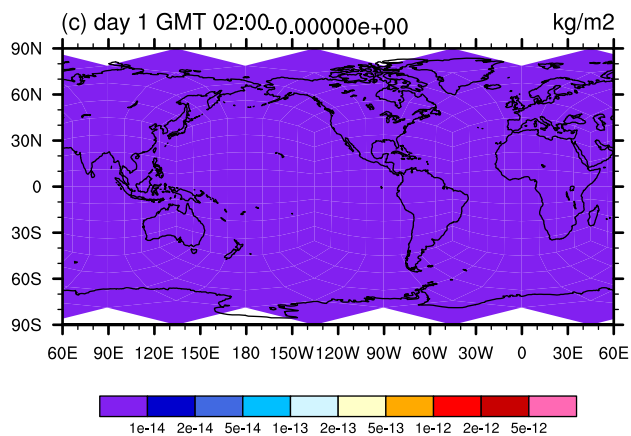 (c) day 1 GMT 02:00 -0.00000e+00 kg/m2
90N
60N
30N
0
30S
60S
90S
60E 90E 120E 150E 180 150W 120W 90W 60W 30W 0 30E 60E
1e-14 2e-14 5e-14 1e-13 2e-13 5e-13 1e-12 2e-12 5e-12